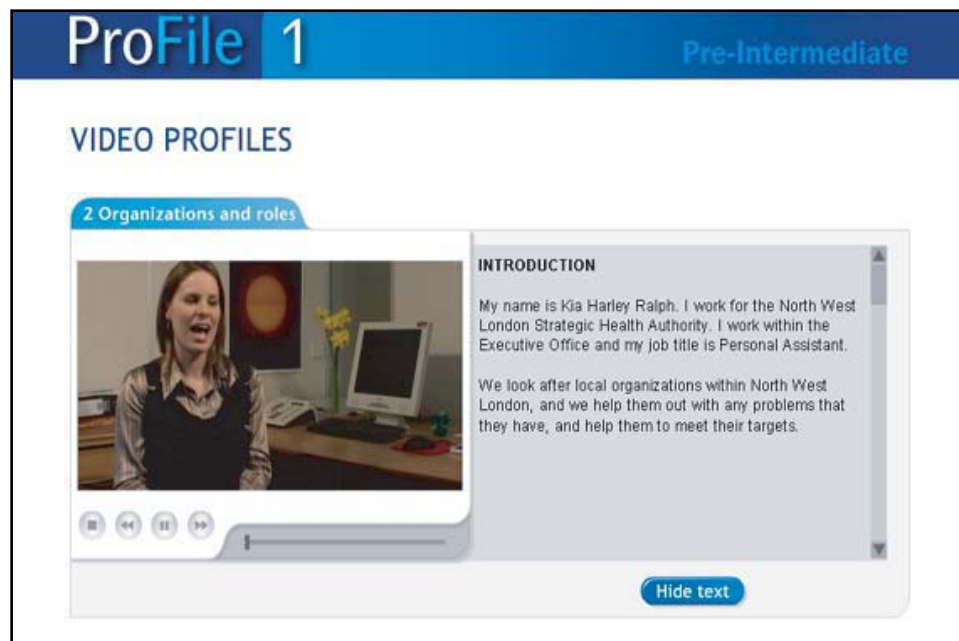 ProFile 1
Pre-Intermediate
VIDEO PROFILES
2 Organizations and roles
INTRODUCTION
My name is Kia Harley Ralph. I work for the North West
London Strategic Health Authority. I work within the
Executive Office and my job title is Personal Assistant.
We look after local organizations within North West
London, and we help them out with any problems that
they have, and help them to meet their targets.
Hide text